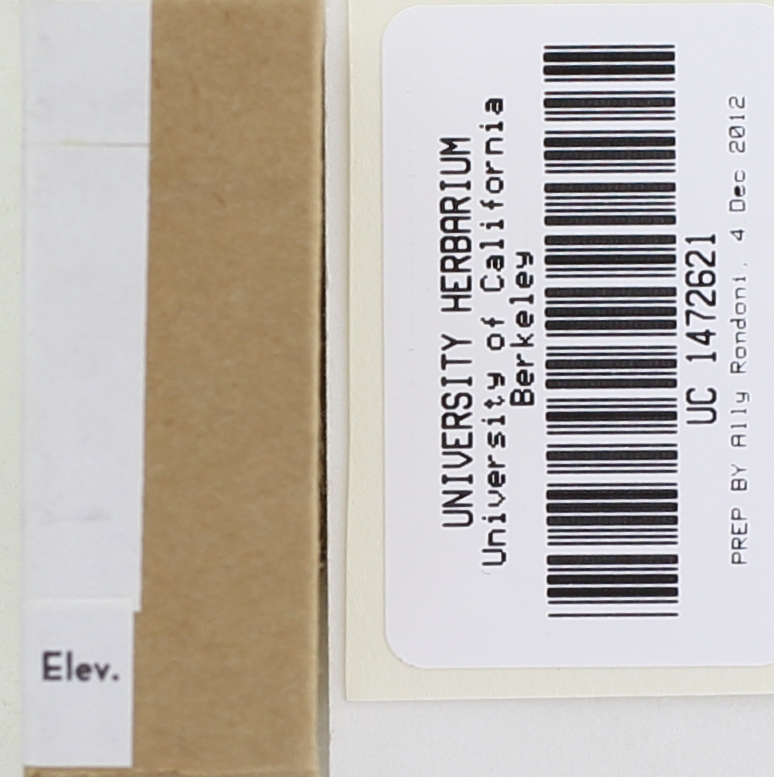 Elev.
UNIVERSITY HERBARIUM
University of California
Berkeley
UC 1472621
PREP BY Ally Rondoni, 4 Dec 2012